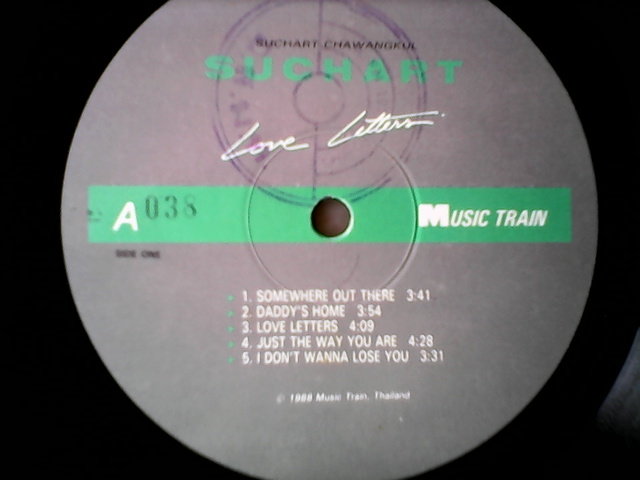 SUCHART CHAWANGKUL
SUCHART
Love Letters
A 038
MUSIC TRAIN
SIDE ONE
1. SOMEWHERE OUT THERE 3:41
2. DADDY'S HOME 3:54
3. LOVE LETTERS 4:09
4. JUST THE WAY YOU ARE 4:28
5. I DON'T WANNA LOSE YOU 3:31
© 1988 Music Train, Thailand